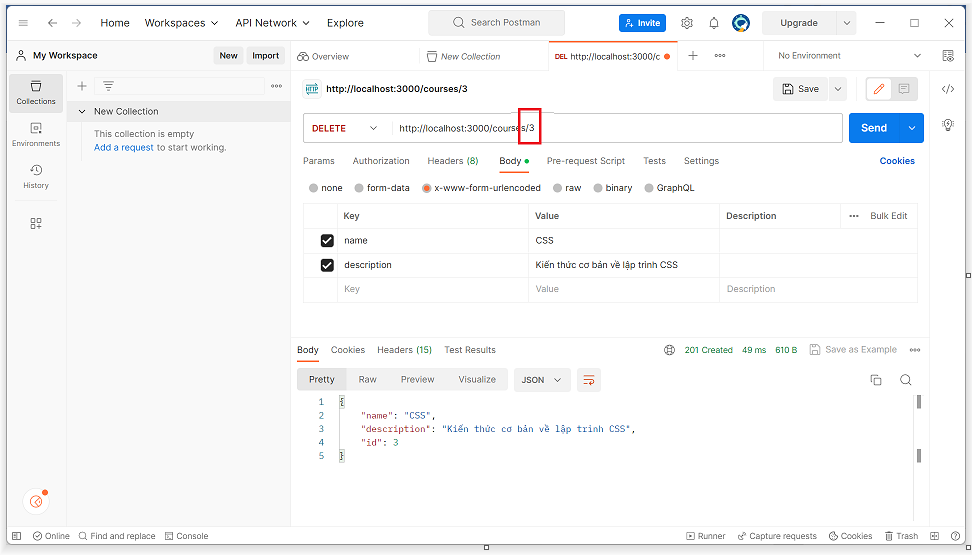 Home Workspaces API Network Explore Search Postman Invite Upgrade
My Workspace New Import Overview New Collection DEL http://localhost:3000/c No Environment
Collections
Environments
History
New Collection
This collection is empty
Add a request to start working.
HTTP http://localhost:3000/courses/3 Save
DELETE http://localhost:3000/courses/3 Send
Params Authorization Headers (8) Body Pre-request Script Tests Settings Cookies
none form-data x-www-form-urlencoded raw binary GraphQL
Key Value Description Bulk Edit
name CSS
description Kiến thức cơ bản về lập trình CSS
Key Value Description
Body Cookies Headers (15) Test Results 201 Created 49 ms 610 B Save as Example
Pretty Raw Preview Visualize JSON
1 {
2 "name": "CSS",
3 "description": "Kiến thức cơ bản về lập trình CSS",
4 "id": 3
5 }
Online Find and replace Console Runner Capture requests Cookies Trash